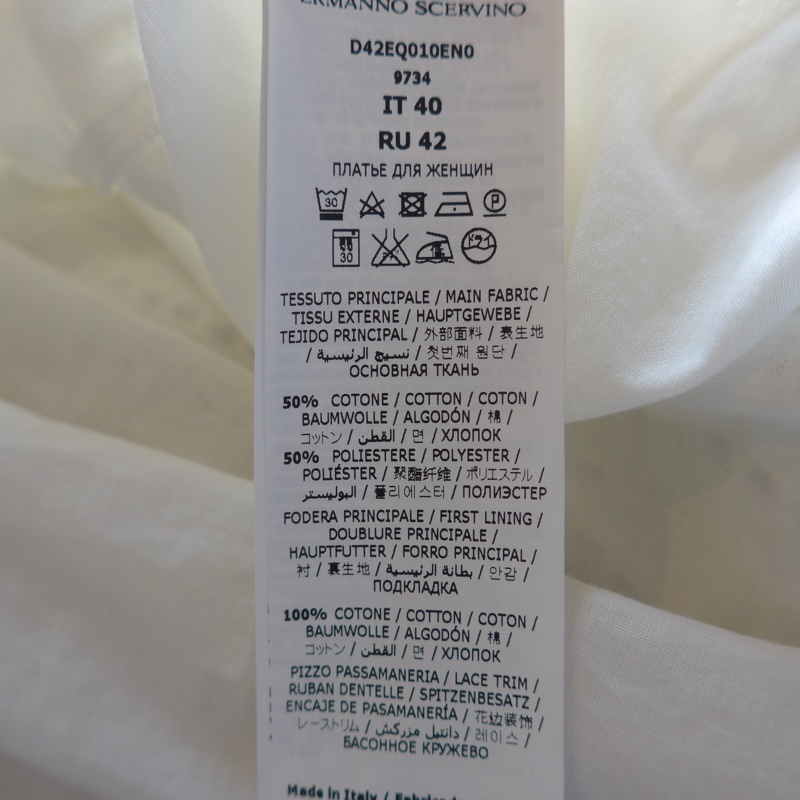 ERMANNO SCERVINO
D42EQ010EN0
9734
IT 40
RU 42
ПЛАТЬЕ ДЛЯ ЖЕНЩИН
30 P
30 ドライ
TESSUTO PRINCIPALE / MAIN FABRIC /
TISSU EXTERNE / HAUPTGEWEBE /
TEJIDO PRINCIPAL / 外部面料 / 表生地
/ نسيج الرئيسية / 첫번째 원단 /
ОСНОВНАЯ ТКАНЬ
50% COTONE / COTTON / COTON /
BAUMWOLLE / ALGODÓN / 棉 /
コットン / القطن / 면 / ХЛОПОК
50% POLIESTERE / POLYESTER /
POLIÉSTER / 聚酯纤维 / ポリエステル /
البوليستر / 폴리에스터 / ПОЛИЭСТЕР
FODERA PRINCIPALE / FIRST LINING /
DOUBLURE PRINCIPALE /
HAUPTFUTTER / FORRO PRINCIPAL /
衬 / 裏生地 / بطانة الرئيسية / 안감 /
ПОДКЛАДКА
100% COTONE / COTTON / COTON /
BAUMWOLLE / ALGODÓN / 棉 /
コットン / القطن / 면 / ХЛОПОК
PIZZO PASSAMANERIA / LACE TRIM /
RUBAN DENTELLE / SPITZENBESATZ /
ENCAJE DE PASAMANERÍA / 花边装饰 /
レーストリム / دانتيل مزركش / 레이스 /
БАСОННОЕ КРУЖЕВО
Made in Italy /